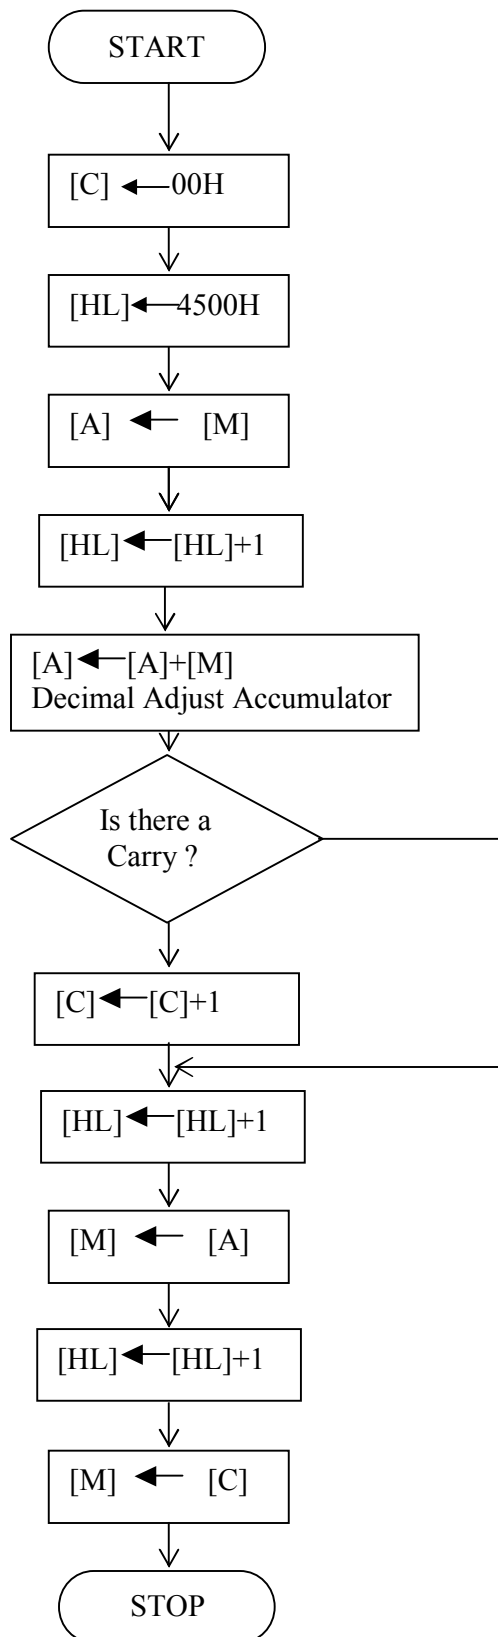 START
[C] ← 00H
[HL]←4500H
[A] ← [M]
[HL]←[HL]+1
[A]←[A]+[M]
Decimal Adjust Accumulator
Is there a
Carry ?
[C]←[C]+1
[HL]←[HL]+1
[M] ← [A]
[HL]←[HL]+1
[M] ← [C]
STOP